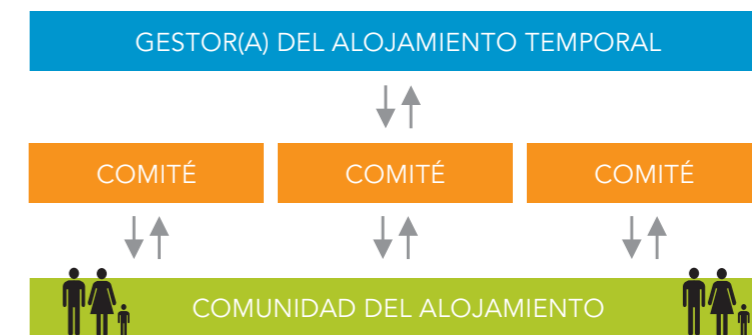 GESTOR(A) DEL ALOJAMIENTO TEMPORAL
COMITÉ
COMITÉ
COMITÉ
COMUNIDAD DEL ALOJAMIENTO